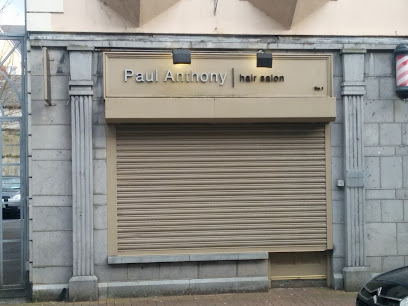 Paul Anthony | hair salon